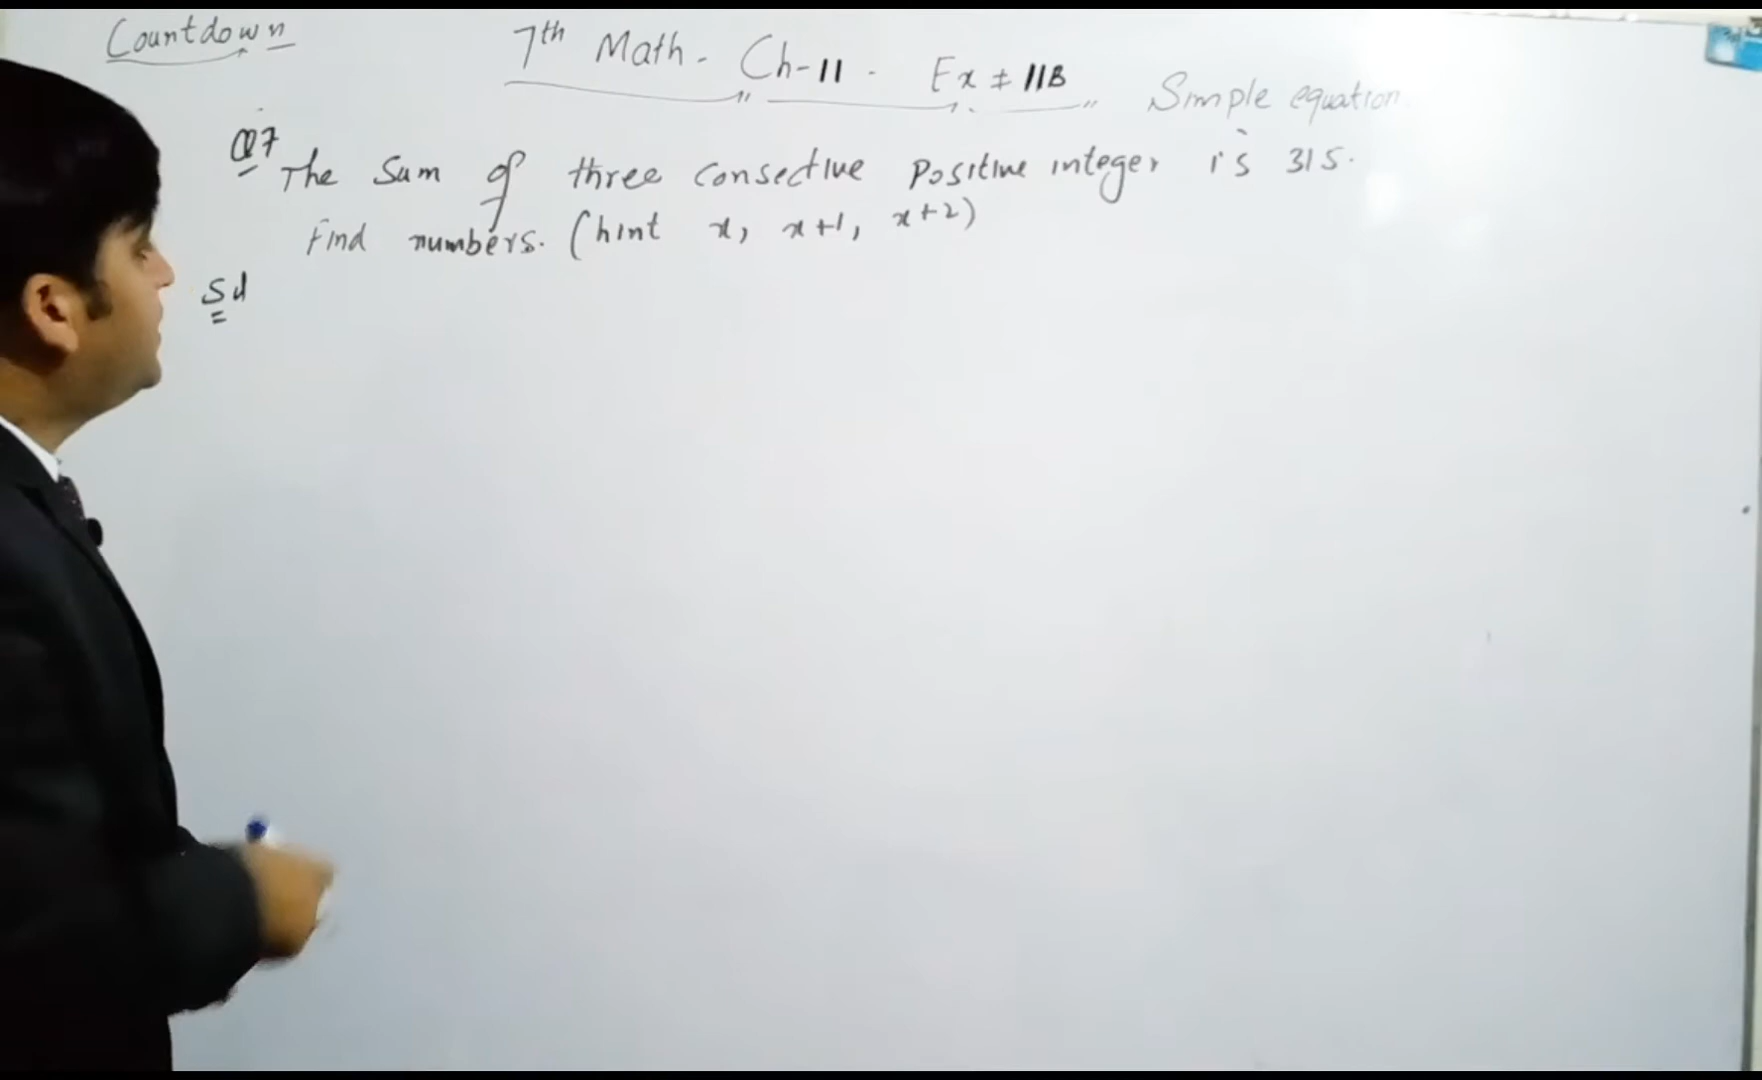 Countdown
7th Math- Ch-11 - Ex # 11B Simple equation
Q7 The Sum of three consective Positive integer is 315.
Find numbers. (hint x, x+1, x+2)
Sol